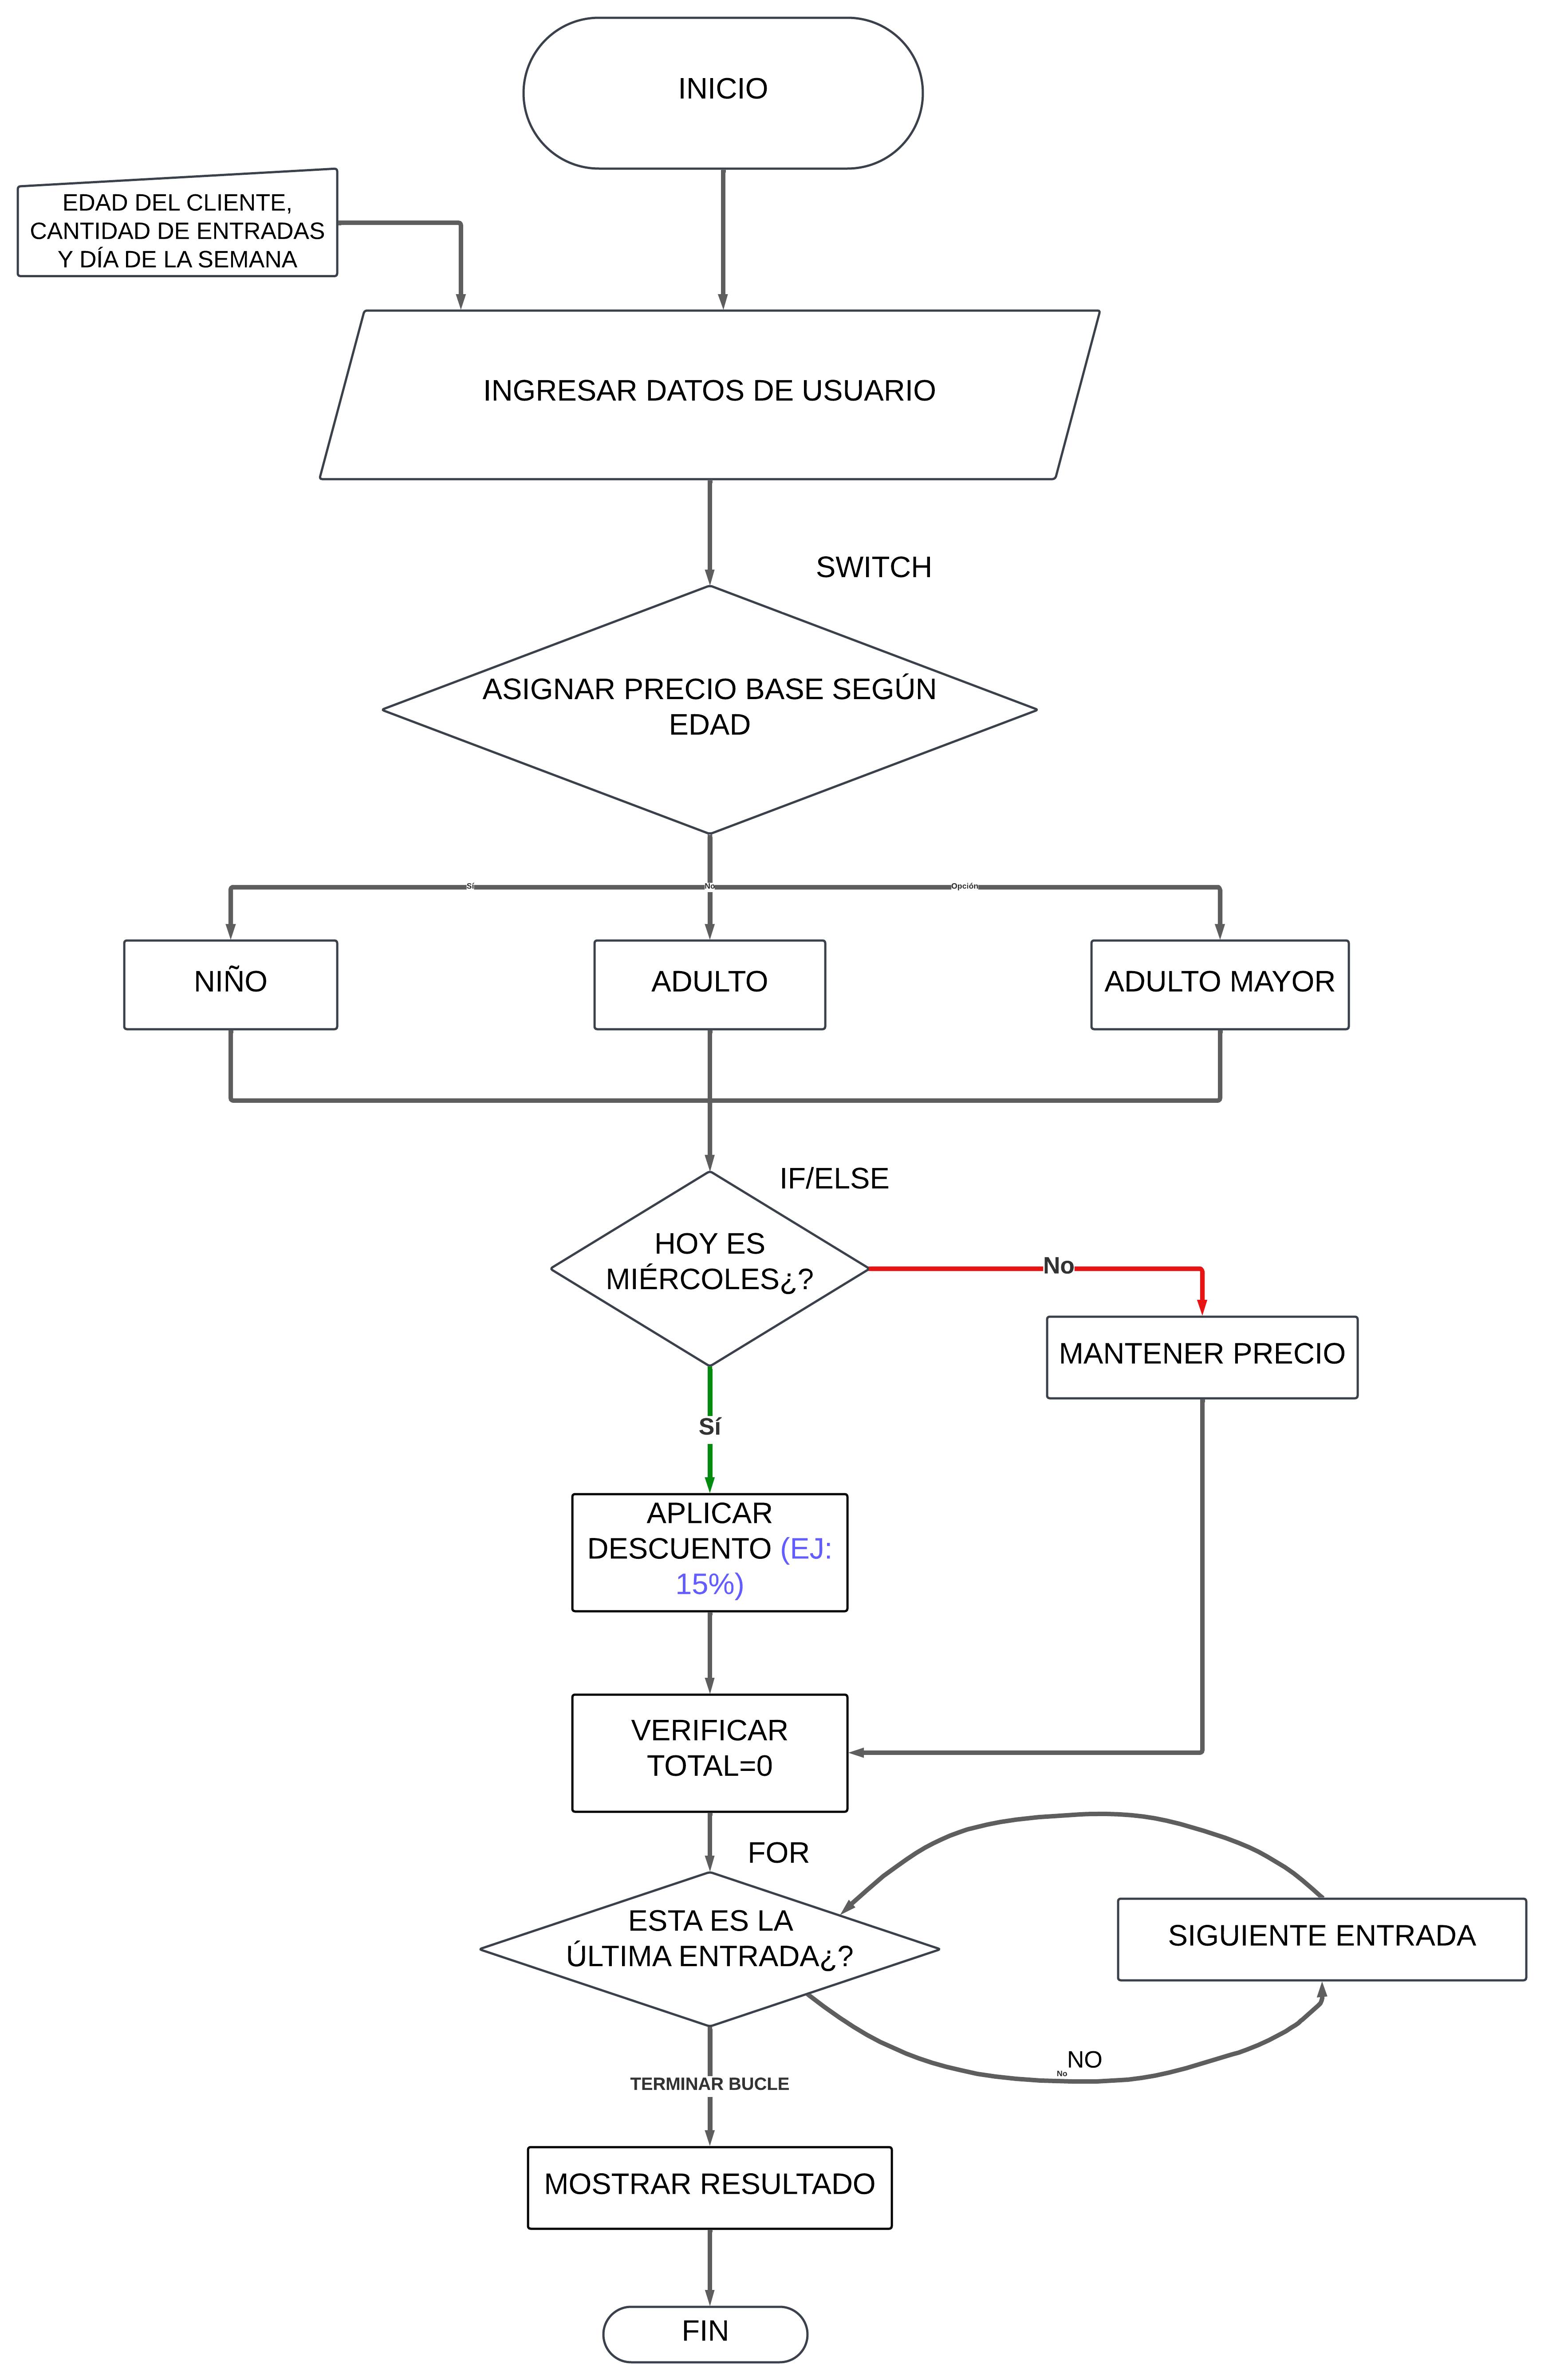 INICIO
EDAD DEL CLIENTE,
CANTIDAD DE ENTRADAS
Y DÍA DE LA SEMANA
INGRESAR DATOS DE USUARIO
SWITCH
ASIGNAR PRECIO BASE SEGÚN
EDAD
Sí
No
Opción
NIÑO
ADULTO
ADULTO MAYOR
IF/ELSE
HOY ES
MIÉRCOLES¿?
No
MANTENER PRECIO
Sí
APLICAR
DESCUENTO (EJ:
15%)
VERIFICAR
TOTAL=0
FOR
ESTA ES LA
ÚLTIMA ENTRADA¿?
SIGUIENTE ENTRADA
NO
No
TERMINAR BUCLE
MOSTRAR RESULTADO
FIN